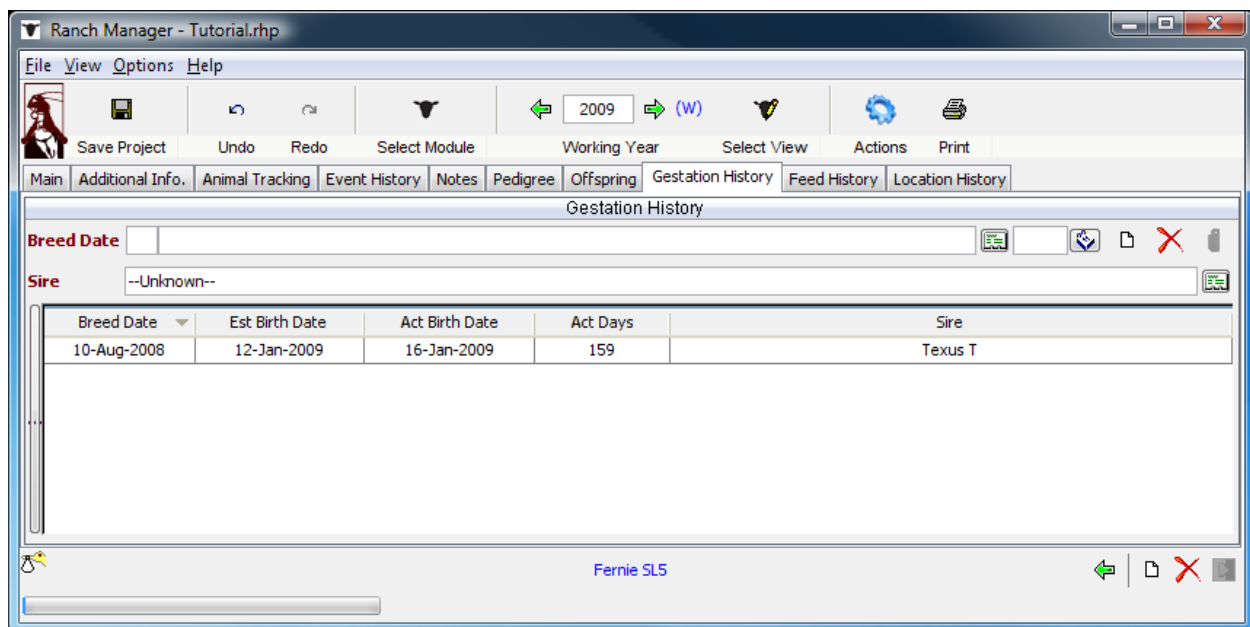 Ranch Manager - Tutorial.rhp
File View Options Help
2009 (W)
Save Project Undo Redo Select Module Working Year Select View Actions Print
Main Additional Info. Animal Tracking Event History Notes Pedigree Offspring Gestation History Feed History Location History
Gestation History
Breed Date
Sire --Unknown--
Breed Date Est Birth Date Act Birth Date Act Days Sire
10-Aug-2008 12-Jan-2009 16-Jan-2009 159 Texus T
Fernie SL5